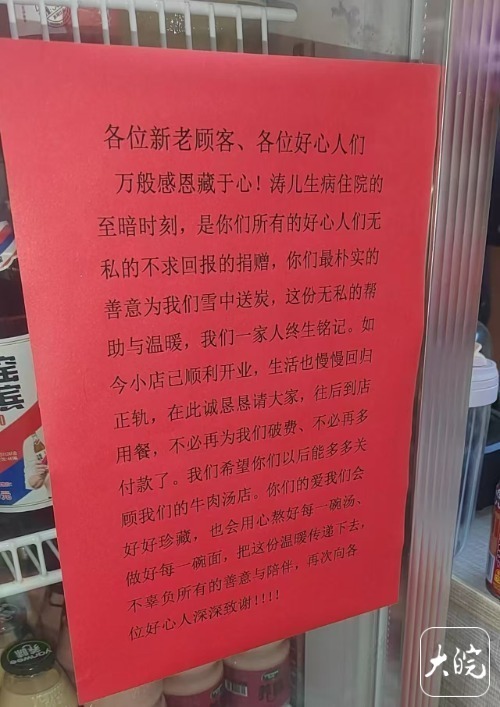 各位新老顾客、各位好心人们
万般感恩藏于心！涛儿生病住院的
至暗时刻，是你们所有的好心人们无
私的不求回报的捐赠，你们最朴实的
善意为我们雪中送炭，这份无私的帮
助与温暖，我们一家人终生铭记。如
今小店已顺利开业，生活也慢慢回归
正轨，在此诚恳恳请大家，往后到店
用餐，不必再为我们破费、不必再多
付款了。我们希望你们以后能多多关
顾我们的牛肉汤店。你们的爱我们会
好好珍藏，也会用心熬好每一碗汤、
做好每一碗面，把这份温暖传递下去，
不辜负所有的善意与陪伴，再次向各
位好心人深深致谢!!!!
大皖